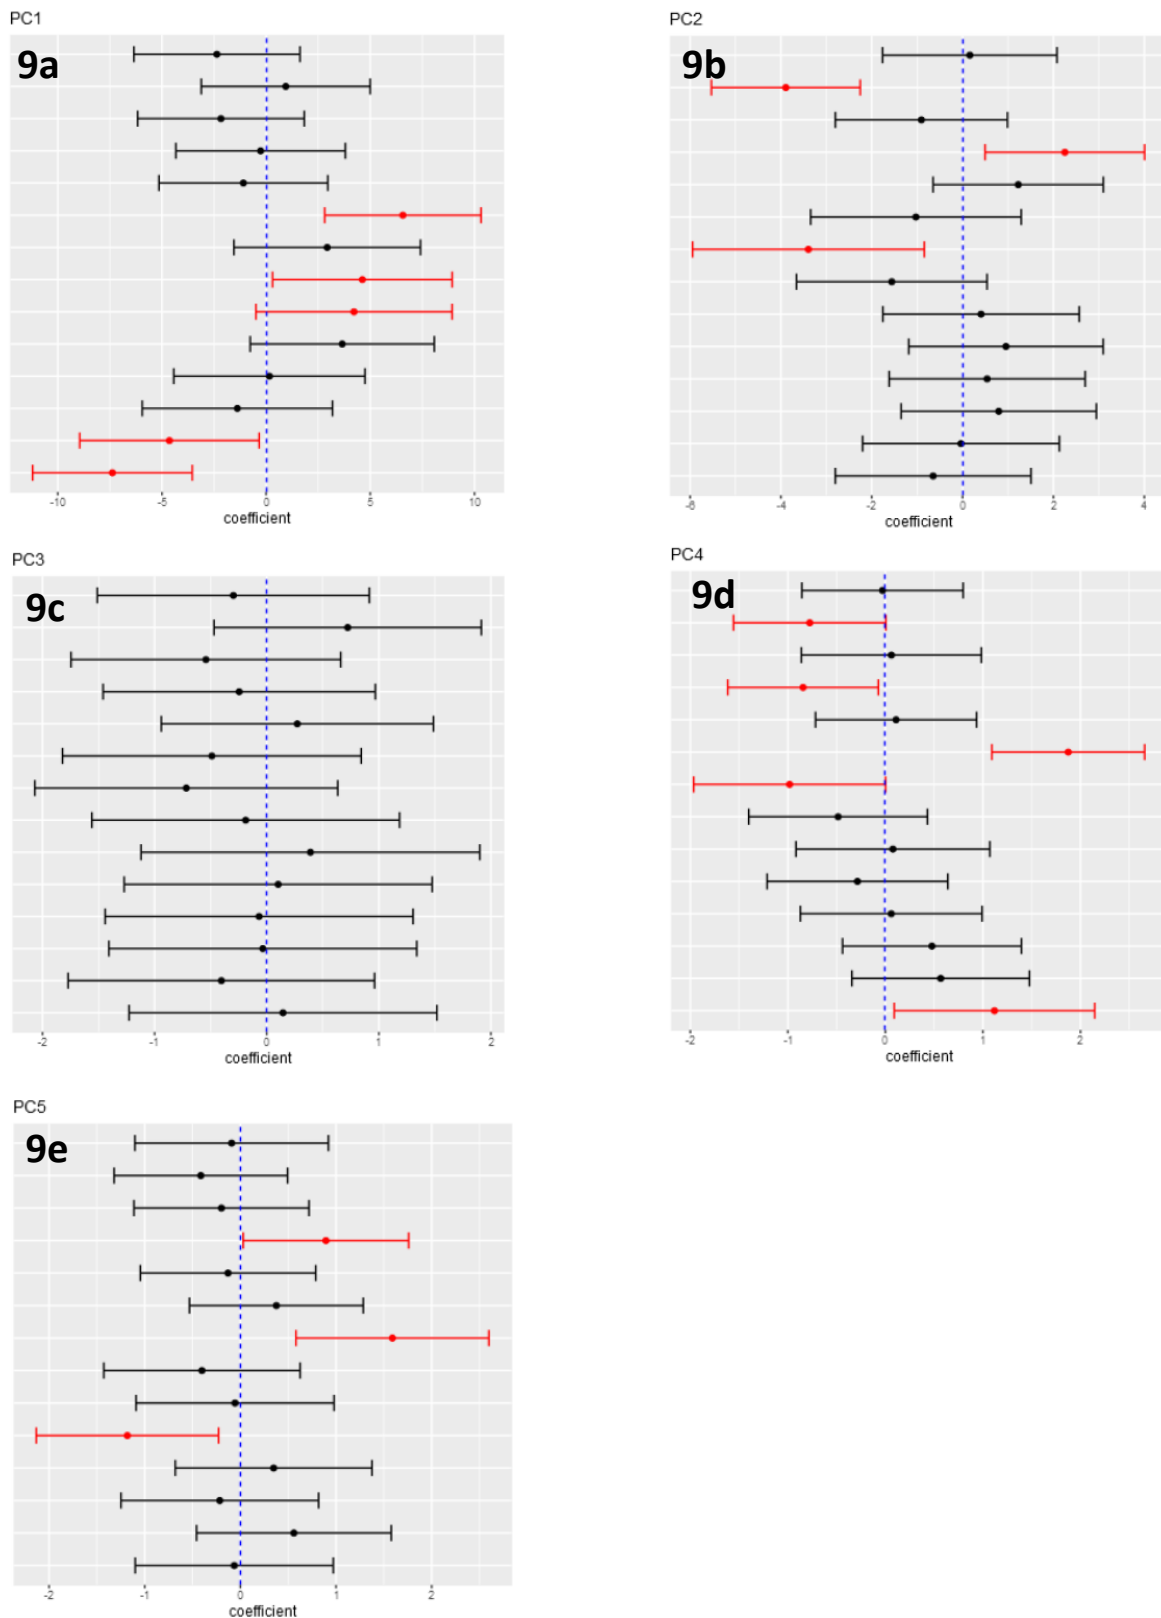 PC1
9a
-10 -5 0 5 10
coefficient
PC2
9b
-6 -4 -2 0 2 4
coefficient
PC3
9c
-2 -1 0 1 2
coefficient
PC4
9d
-2 -1 0 1 2
coefficient
PC5
9e
-2 -1 0 1 2
coefficient